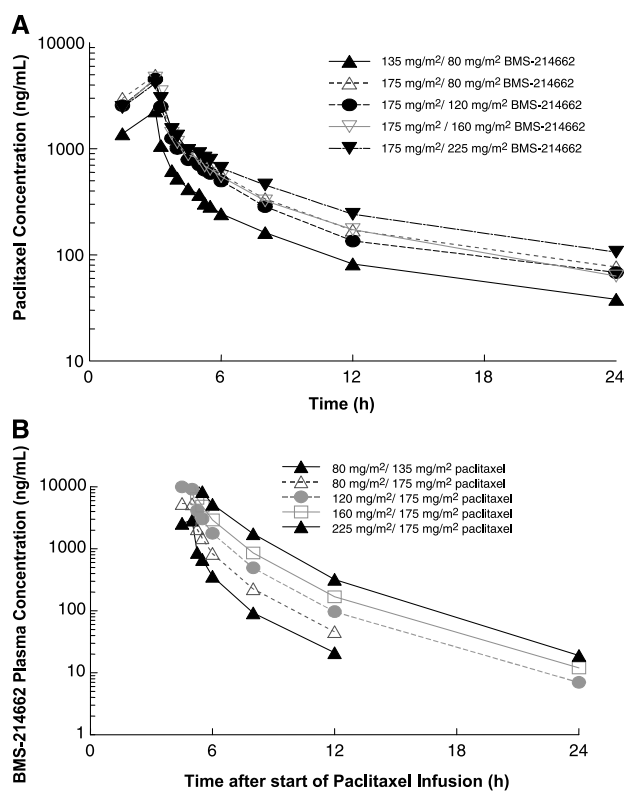 A
Paclitaxel Concentration (ng/mL)
10000
1000
100
10
135 mg/m2/ 80 mg/m2 BMS-214662
175 mg/m2/ 80 mg/m2 BMS-214662
175 mg/m2/ 120 mg/m2 BMS-214662
175 mg/m2 / 160 mg/m2 BMS-214662
175 mg/m2/ 225 mg/m2 BMS-214662
0 6 12 18 24
Time (h)
B
BMS-214662 Plasma Concentration (ng/mL)
10000
1000
100
10
1
80 mg/m2/ 135 mg/m2 paclitaxel
80 mg/m2/ 175 mg/m2 paclitaxel
120 mg/m2/ 175 mg/m2 paclitaxel
160 mg/m2/ 175 mg/m2 paclitaxel
225 mg/m2/ 175 mg/m2 paclitaxel
0 6 12 18 24
Time after start of Paclitaxel Infusion (h)